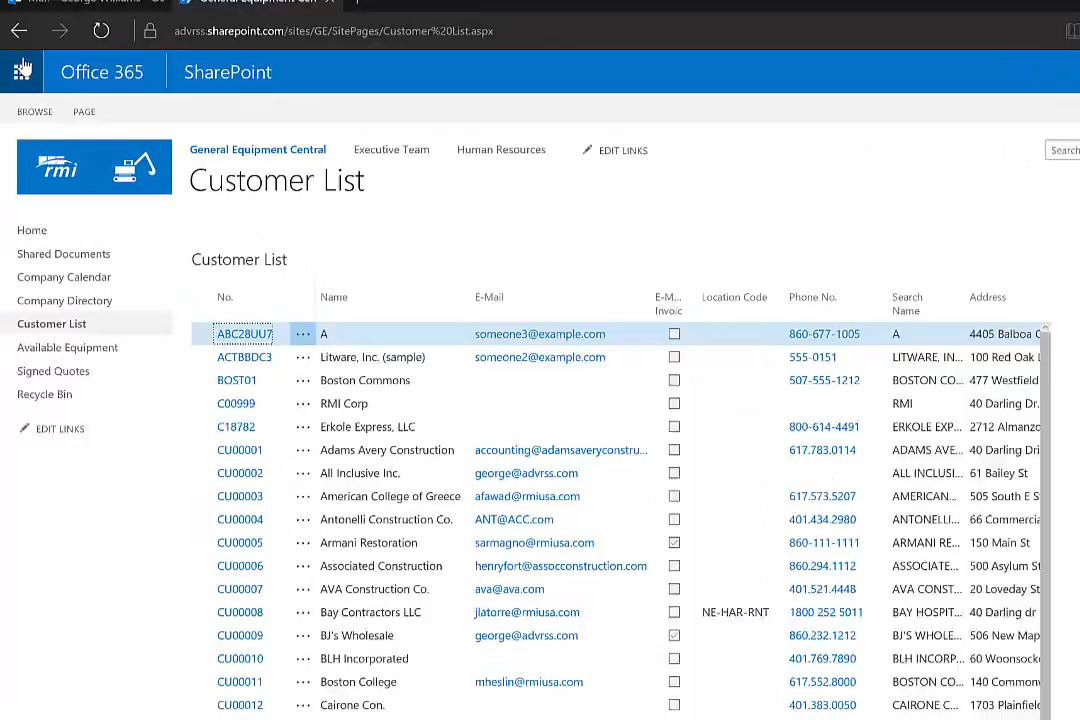 advrss.sharepoint.com/sites/GE/SitePages/Customer%20List.aspx
Office 365 SharePoint
BROWSE PAGE
rmi
General Equipment Central Executive Team Human Resources EDIT LINKS Search
Customer List
Home
Shared Documents
Company Calendar
Company Directory
Customer List
Available Equipment
Signed Quotes
Recycle Bin
EDIT LINKS
Customer List
No. Name E-Mail E-M... Invoic Location Code Phone No. Search Name Address
ABC28UU7 ··· A someone3@example.com 860-677-1005 A 4405 Balboa
ACTBBDC3 ··· Litware, Inc. (sample) someone2@example.com 555-0151 LITWARE, IN... 100 Red Oak
BOST01 ··· Boston Commons 507-555-1212 BOSTON CO... 477 Westfield
C00999 ··· RMI Corp RMI 40 Darling Dr.
C18782 ··· Erkole Express, LLC 800-614-4491 ERKOLE EXP... 2712 Almanzo
CU00001 ··· Adams Avery Construction accounting@adamsaveryconstru... 617.783.0114 ADAMS AVE... 40 Darling Dri
CU00002 ··· All Inclusive Inc. george@advrss.com ALL INCLUSI... 61 Bailey St
CU00003 ··· American College of Greece afawad@rmiusa.com 617.573.5207 AMERICAN... 505 South E S
CU00004 ··· Antonelli Construction Co. ANT@ACC.com 401.434.2980 ANTONELLI... 66 Commercia
CU00005 ··· Armani Restoration sarmagno@rmiusa.com 860-111-1111 ARMANI RE... 150 Main St
CU00006 ··· Associated Construction henryfort@assocconstruction.com 860.294.1112 ASSOCIATE... 500 Asylum St
CU00007 ··· AVA Construction Co. ava@ava.com 401.521.4448 AVA CONST... 20 Loveday St
CU00008 ··· Bay Contractors LLC jlatorre@rmiusa.com NE-HAR-RNT 1800 252 5011 BAY HOSPIT... 40 Darling dr
CU00009 ··· BJ's Wholesale george@advrss.com 860.232.1212 BJ'S WHOLE... 506 New Map
CU00010 ··· BLH Incorporated 401.769.7890 BLH INCORP... 60 Woonsock
CU00011 ··· Boston College mheslin@rmiusa.com 617.552.8000 BOSTON CO... 140 Common
CU00012 ··· Cairone Con. 401.383.0050 CAIRONE C... 1703 Plainfiel